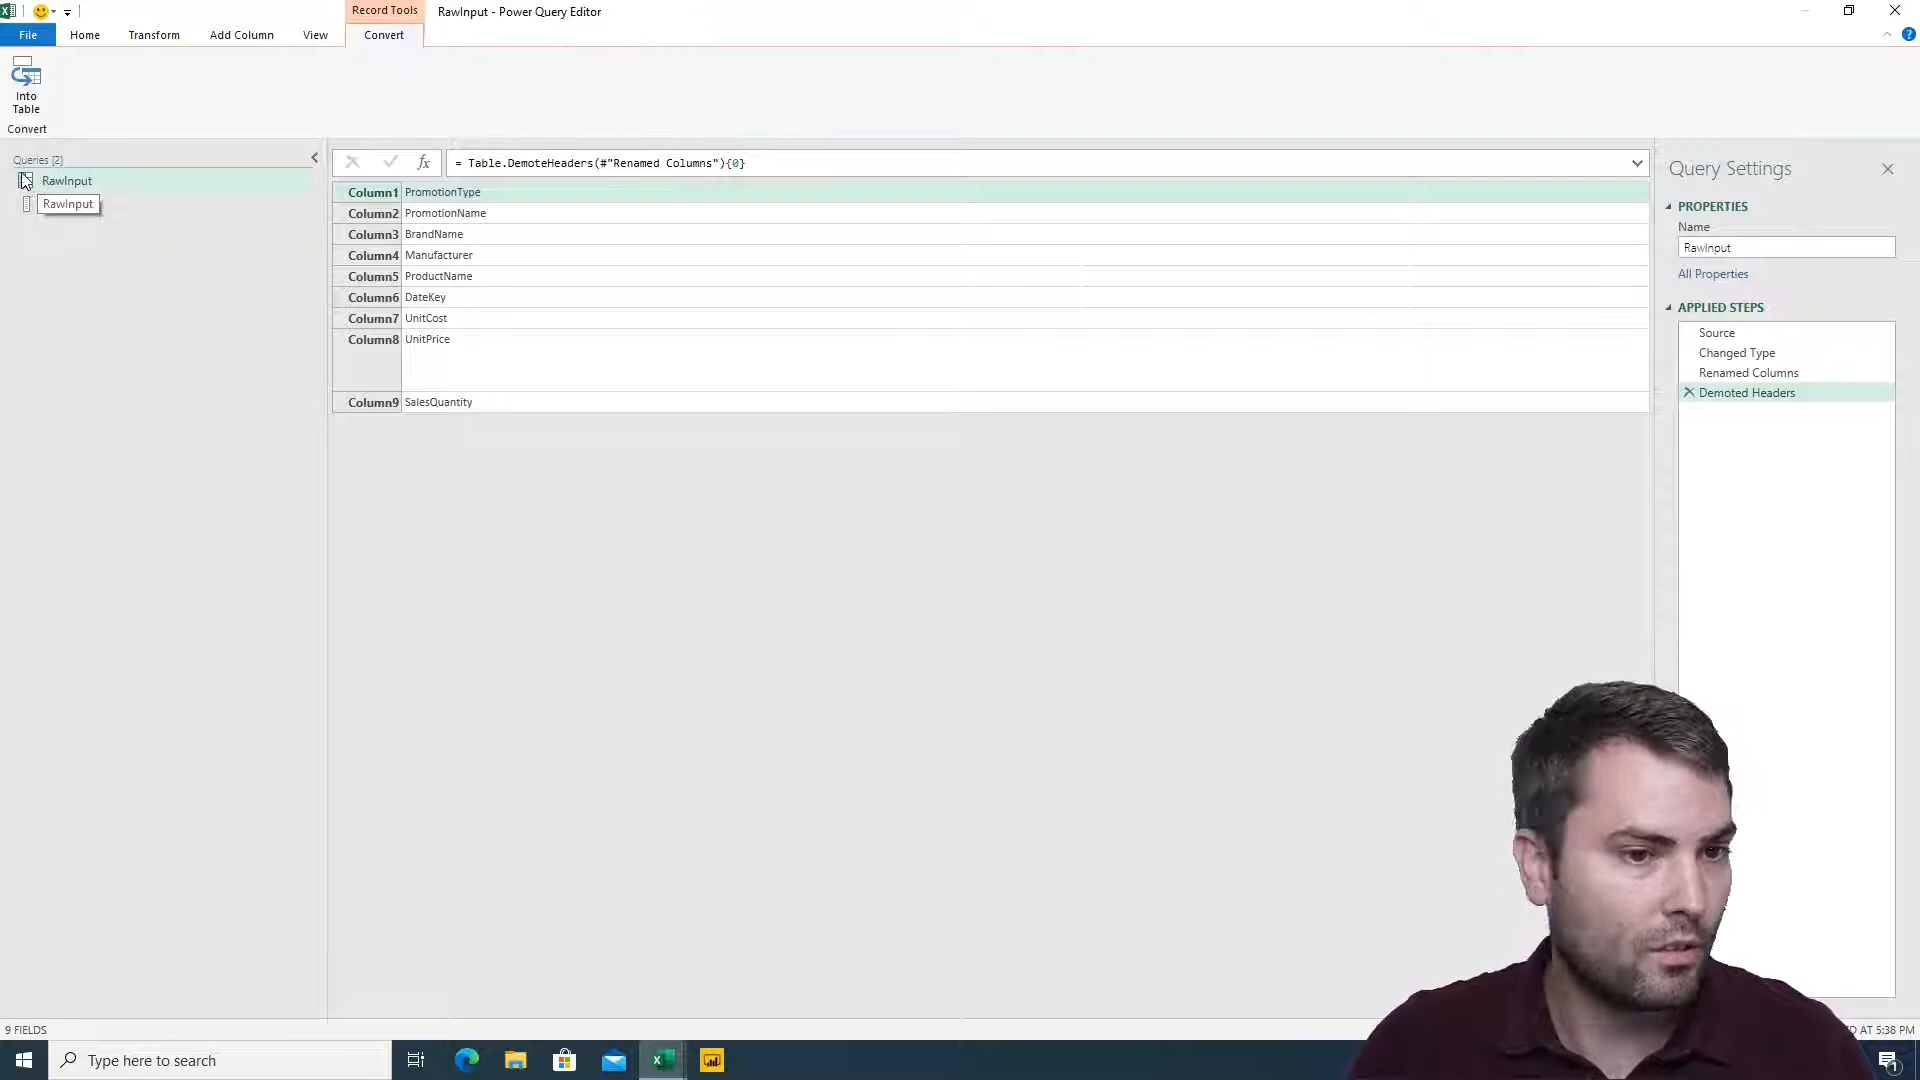 Record Tools
RawInput - Power Query Editor
File
Home
Transform
Add Column
View
Convert
Into
Table
Convert
Queries [2]
RawInput
RawInput
= Table.DemoteHeaders(#"Renamed Columns"){0}
Column1 PromotionType
Column2 PromotionName
Column3 BrandName
Column4 Manufacturer
Column5 ProductName
Column6 DateKey
Column7 UnitCost
Column8 UnitPrice
Column9 SalesQuantity
Query Settings
PROPERTIES
Name
RawInput
All Properties
APPLIED STEPS
Source
Changed Type
Renamed Columns
Demoted Headers
9 FIELDS
AT 5:38 PM
Type here to search
1